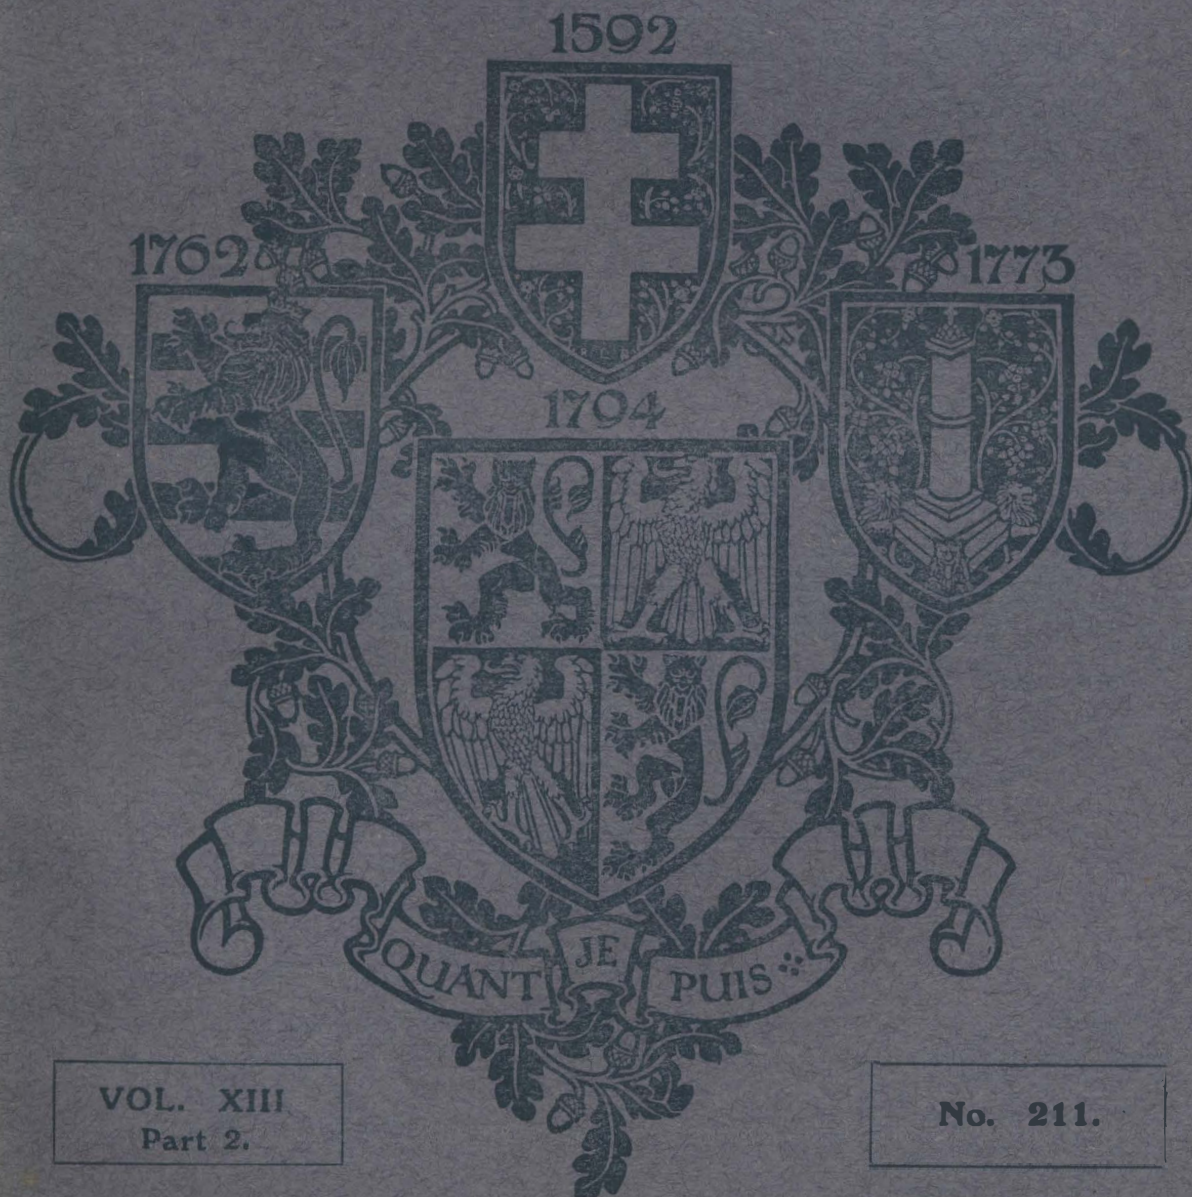 1592
1762
1773
1794
QUANT JE PUIS
VOL. XIII
Part 2.
No. 211.